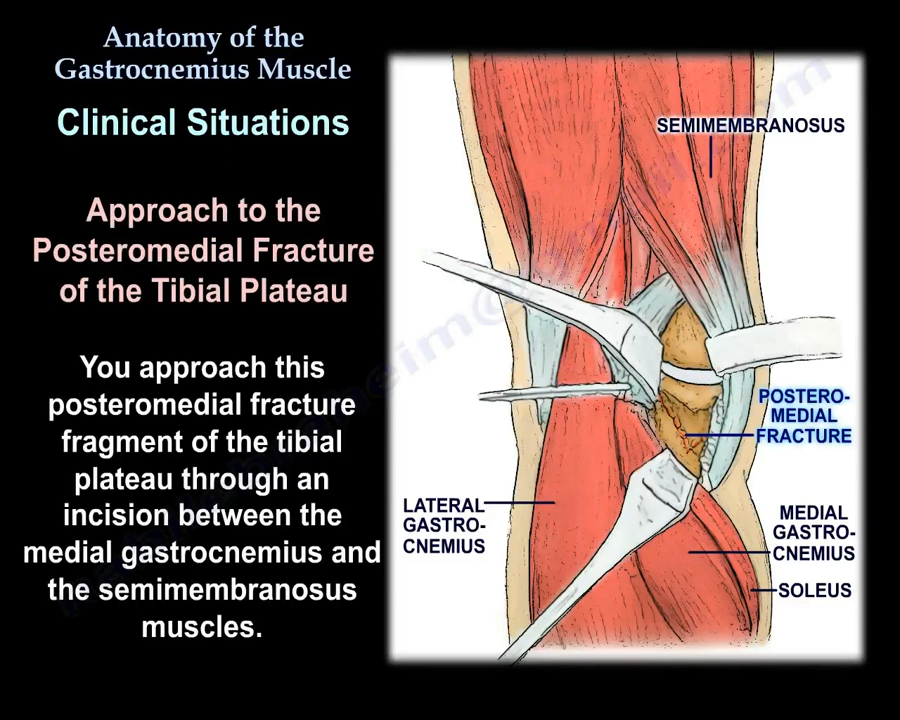 Anatomy of the
Gastrocnemius Muscle
Clinical Situations
Approach to the
Posteromedial Fracture
of the Tibial Plateau
You approach this
posteromedial fracture
fragment of the tibial
plateau through an
incision between the
medial gastrocnemius and
the semimembranosus
muscles.
SEMIMEMBRANOSUS
POSTERO-
MEDIAL
FRACTURE
LATERAL
GASTRO-
CNEMIUS
MEDIAL
GASTRO-
CNEMIUS
SOLEUS